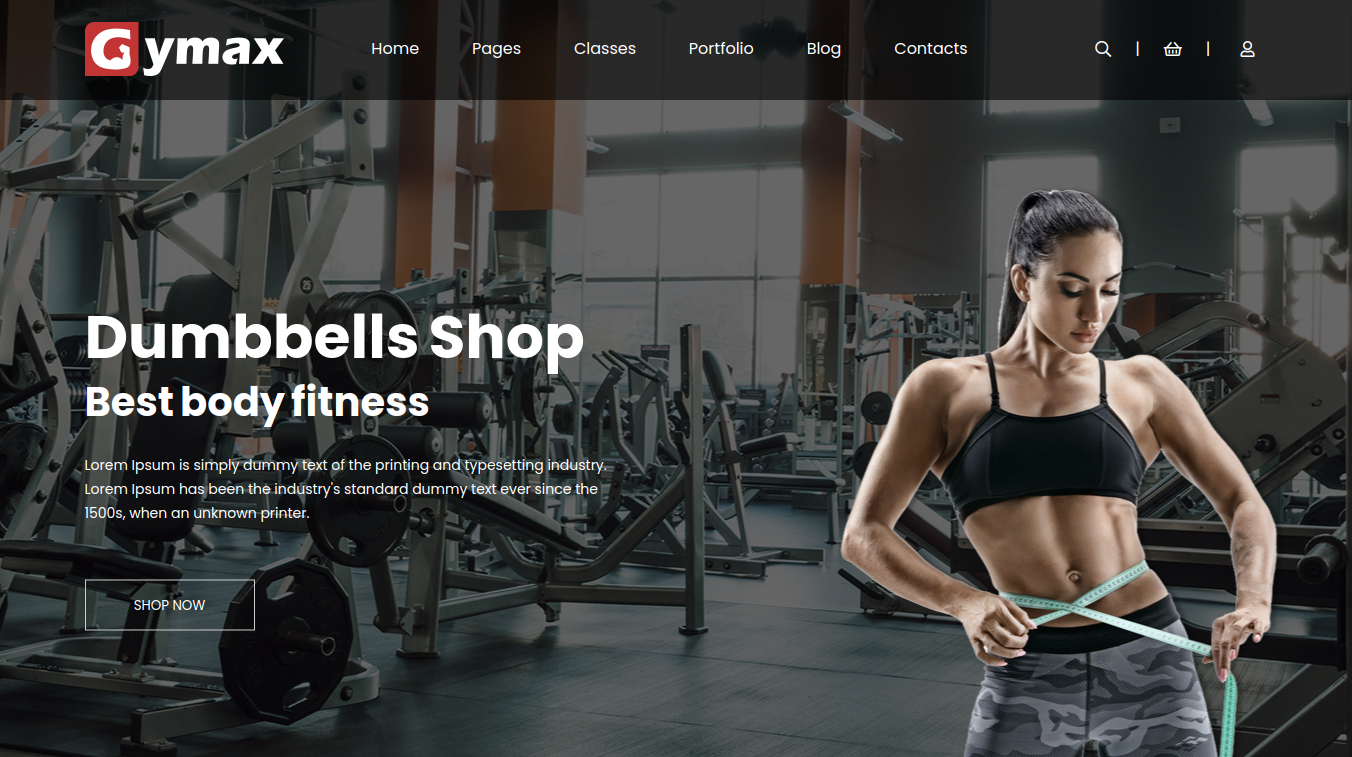 Gymax
Home Pages Classes Portfolio Blog Contacts
Dumbbells Shop
Best body fitness
Lorem Ipsum is simply dummy text of the printing and typesetting industry.
Lorem Ipsum has been the industry's standard dummy text ever since the
1500s, when an unknown printer.
SHOP NOW
25
35